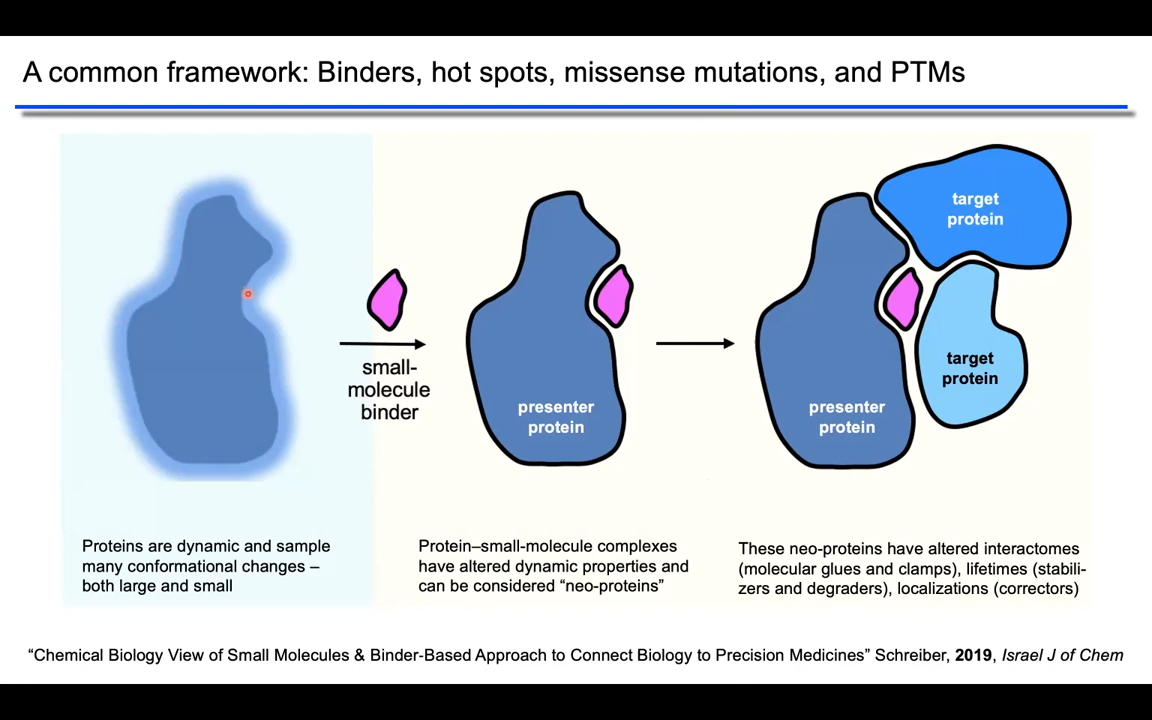 A common framework: Binders, hot spots, missense mutations, and PTMs
small-
molecule
binder
presenter
protein
presenter
protein
target
protein
target
protein
Proteins are dynamic and sample
many conformational changes –
both large and small
Protein–small-molecule complexes
have altered dynamic properties and
can be considered “neo-proteins”
These neo-proteins have altered interactomes
(molecular glues and clamps), lifetimes (stabili-
zers and degraders), localizations (correctors)
“Chemical Biology View of Small Molecules & Binder-Based Approach to Connect Biology to Precision Medicines” Schreiber, 2019, Israel J of Chem